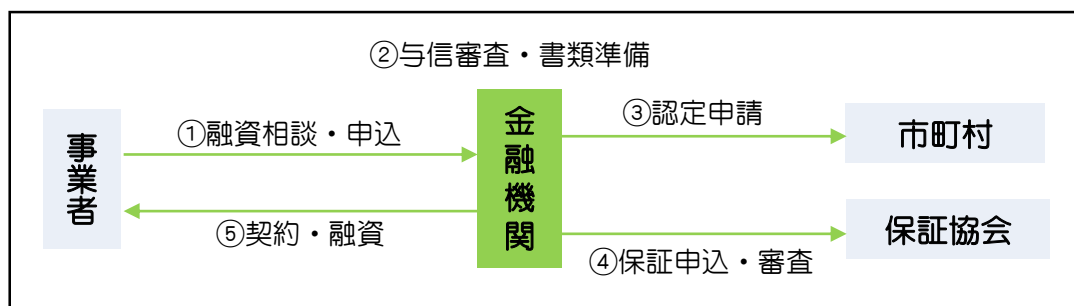 ②与信審査・書類準備
事業者
①融資相談・申込
⑤契約・融資
金融機関
③認定申請
④保証申込・審査
市町村
保証協会